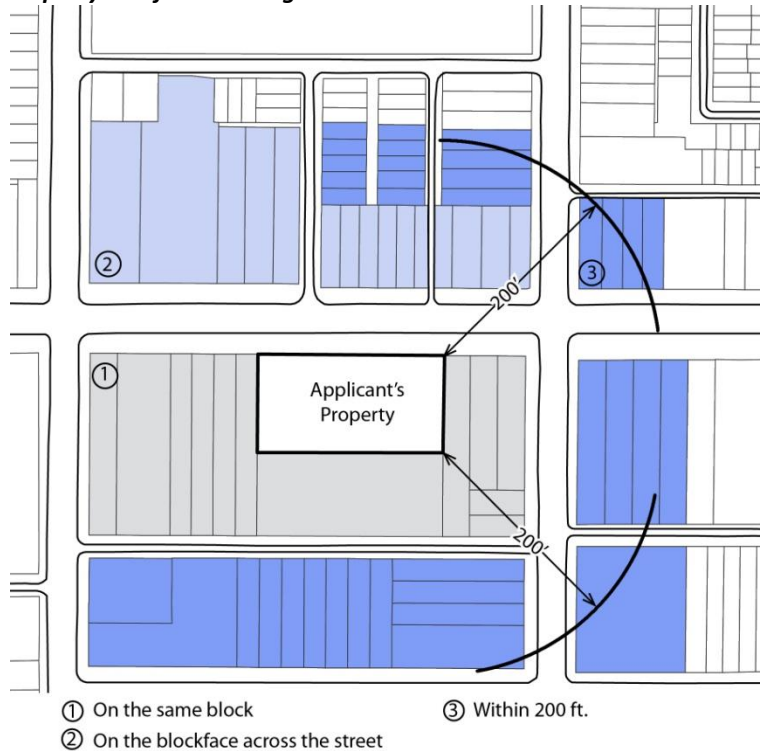 ②
200'
③
①
Applicant's
Property
200'
① On the same block
③ Within 200 ft.
② On the blockface across the street